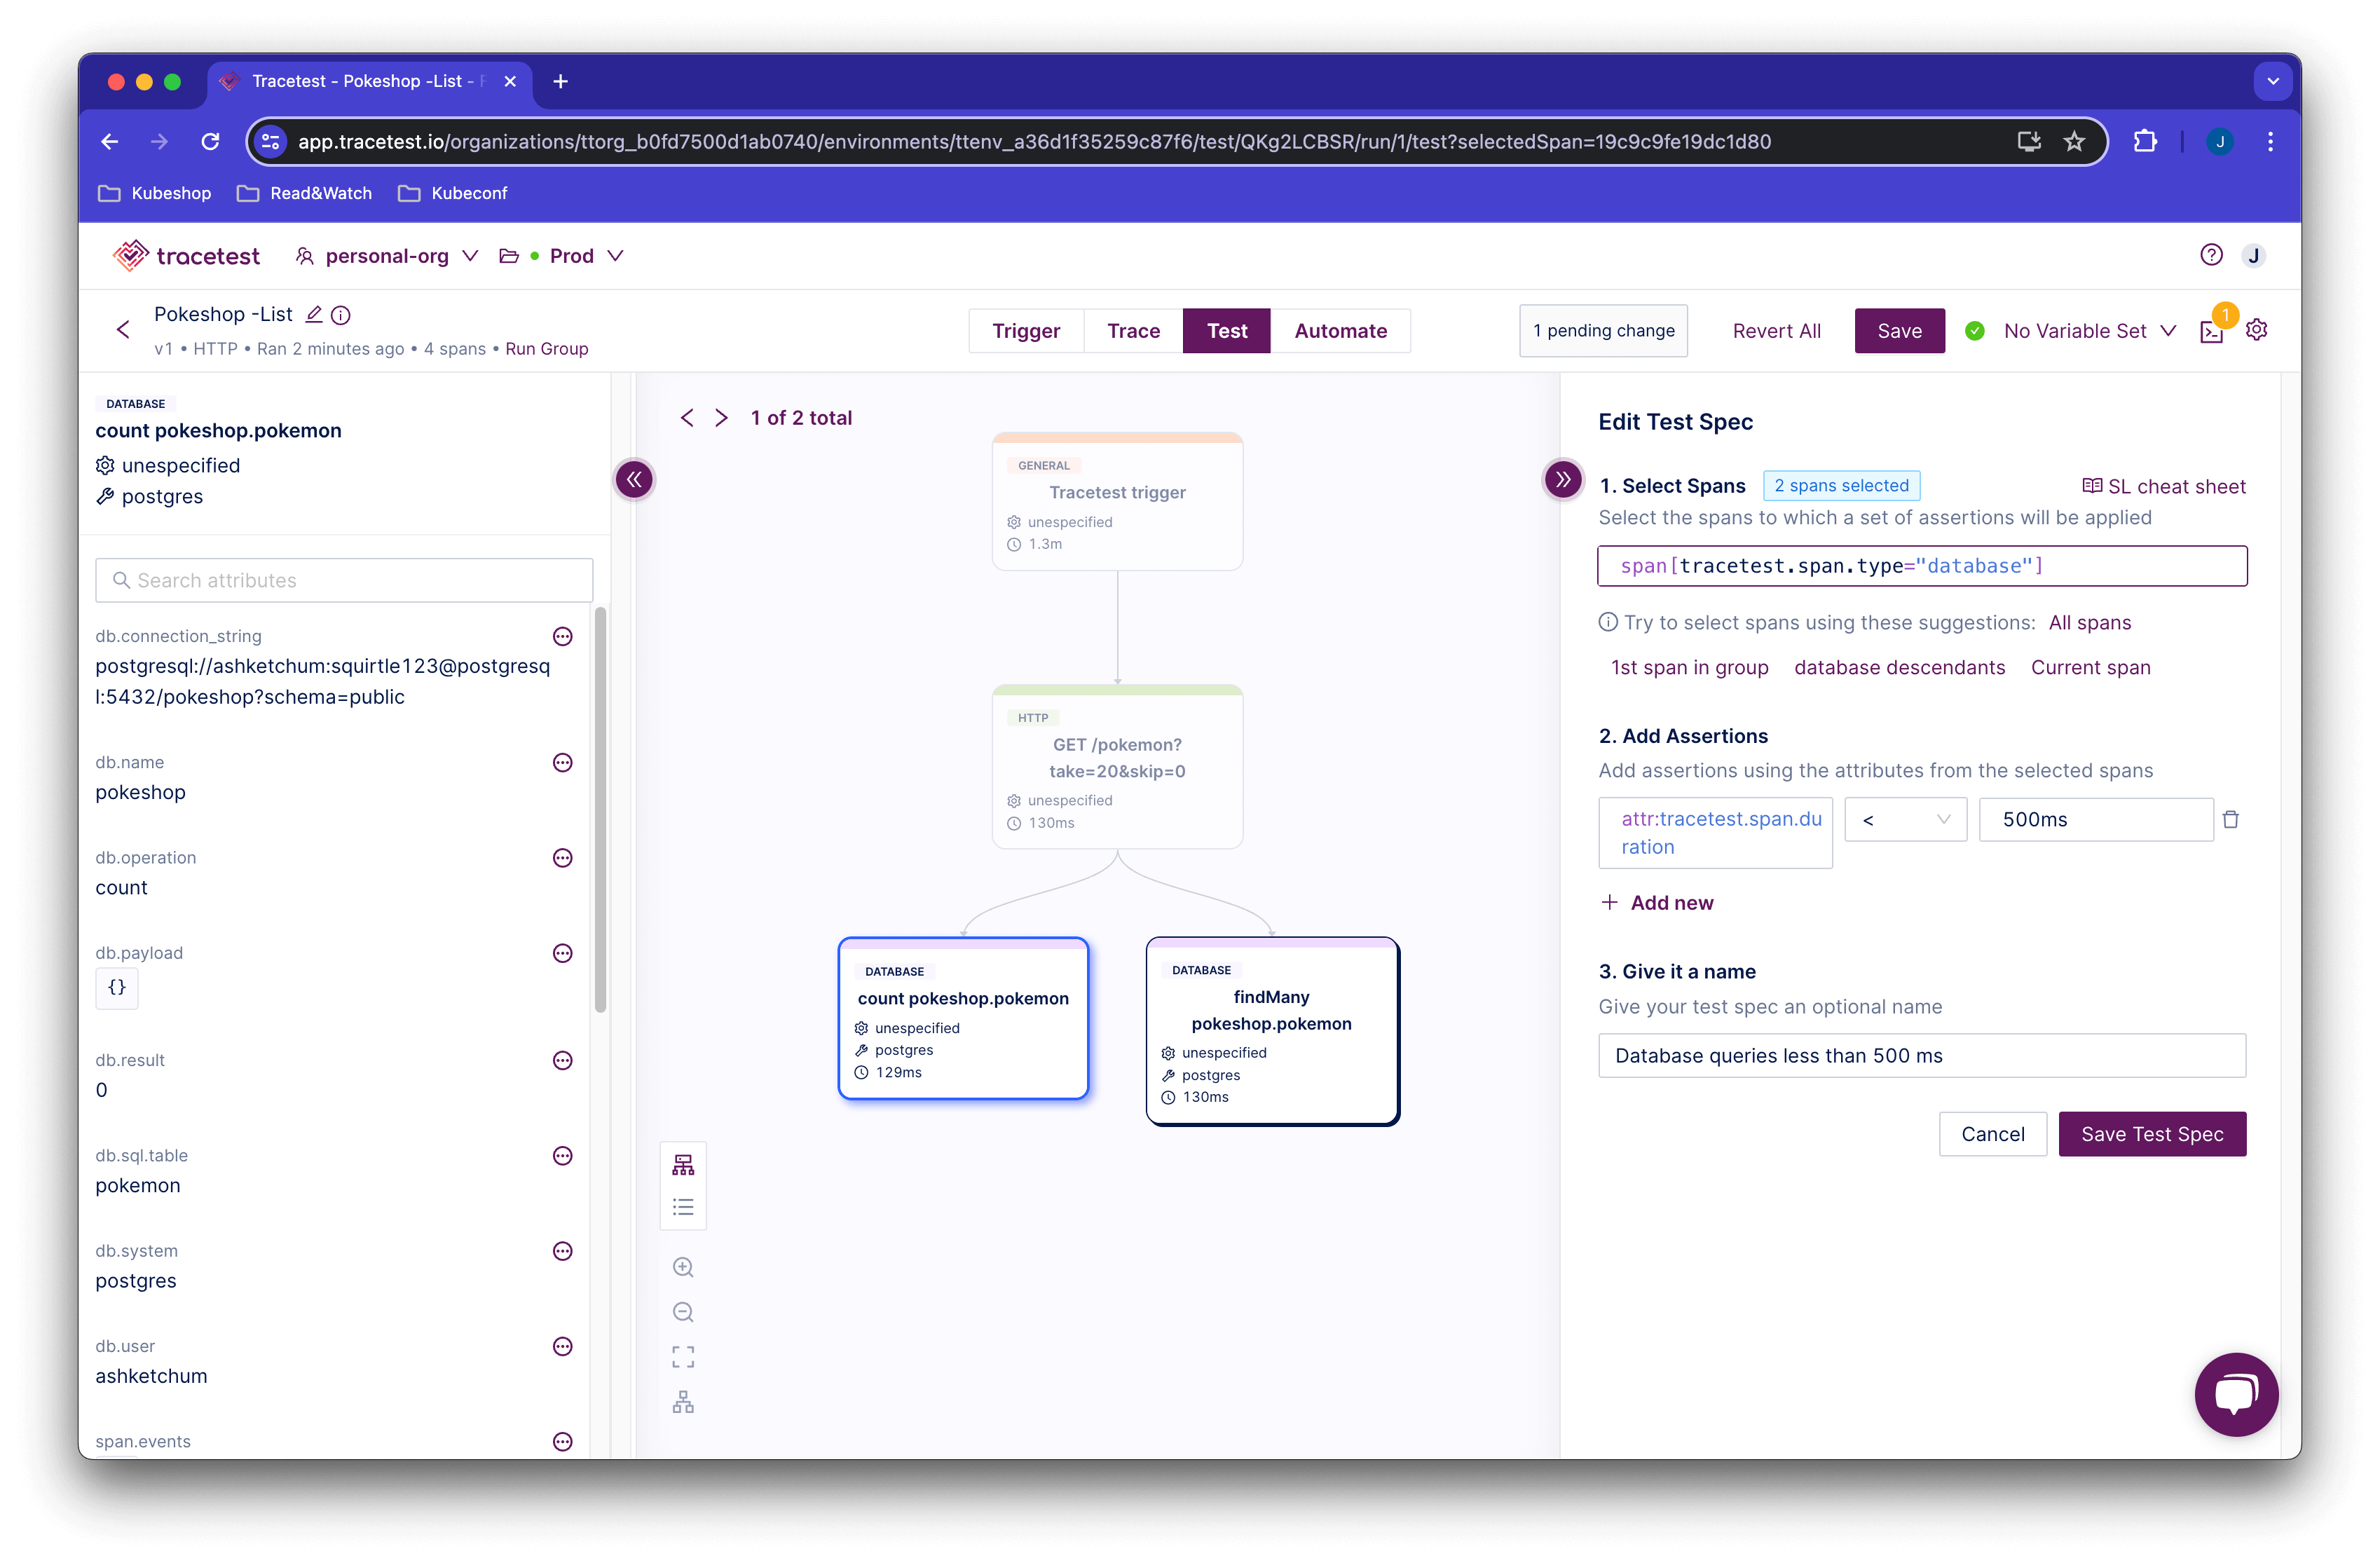 Tracetest - Pokeshop -List -
app.tracetest.io/organizations/ttorg_b0fd7500d1ab0740/environments/ttenv_a36d1f35259c87f6/test/QKg2LCBSR/run/1/test?selectedSpan=19c9c9fe19dc1d80
J
Kubeshop Read&Watch Kubeconf
tracetest personal-org Prod
J
Pokeshop -List
v1 • HTTP • Ran 2 minutes ago • 4 spans • Run Group
Trigger Trace Test Automate
1 pending change Revert All Save No Variable Set 1
DATABASE
count pokeshop.pokemon
unespecified
postgres
Search attributes
db.connection_string
postgresql://ashketchum:squirtle123@postgresq
l:5432/pokeshop?schema=public
db.name
pokeshop
db.operation
count
db.payload
{}
db.result
0
db.sql.table
pokemon
db.system
postgres
db.user
ashketchum
span.events
1 of 2 total
GENERAL
Tracetest trigger
unespecified
1.3m
HTTP
GET /pokemon?
take=20&skip=0
unespecified
130ms
DATABASE
count pokeshop.pokemon
unespecified
postgres
129ms
DATABASE
findMany
pokeshop.pokemon
unespecified
postgres
130ms
Edit Test Spec
1. Select Spans 2 spans selected SL cheat sheet
Select the spans to which a set of assertions will be applied
span[tracetest.span.type="database"]
Try to select spans using these suggestions: All spans
1st span in group database descendants Current span
2. Add Assertions
Add assertions using the attributes from the selected spans
attr:tracetest.span.du < 500ms
ration
+ Add new
3. Give it a name
Give your test spec an optional name
Database queries less than 500 ms
Cancel Save Test Spec